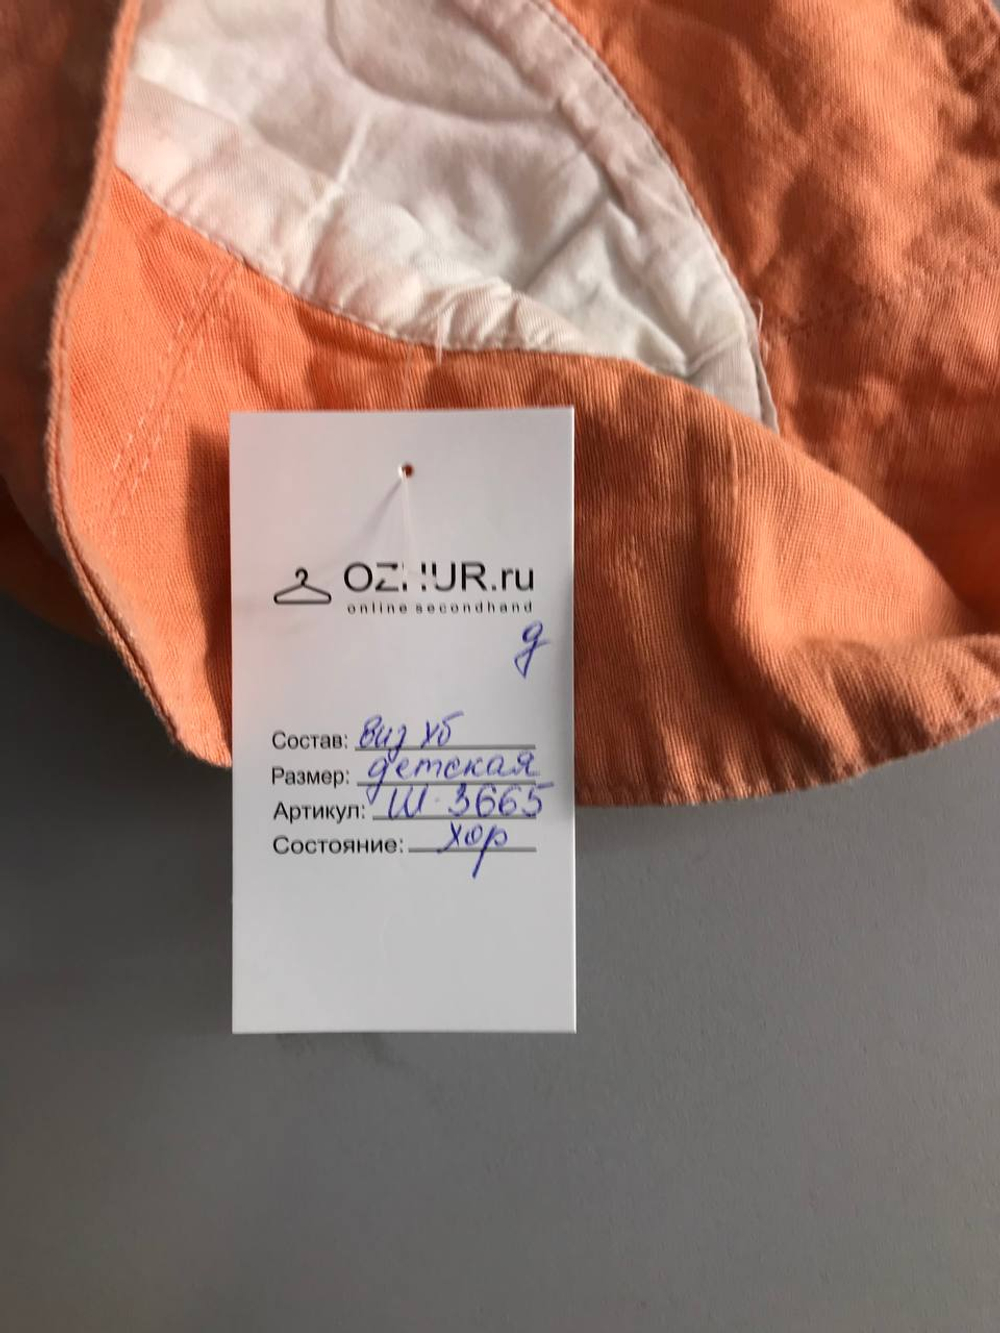 OZHUR.ru
online secondhand
д
Состав: виз хб
Размер: детская
Артикул: Ш-3665
Состояние: хор